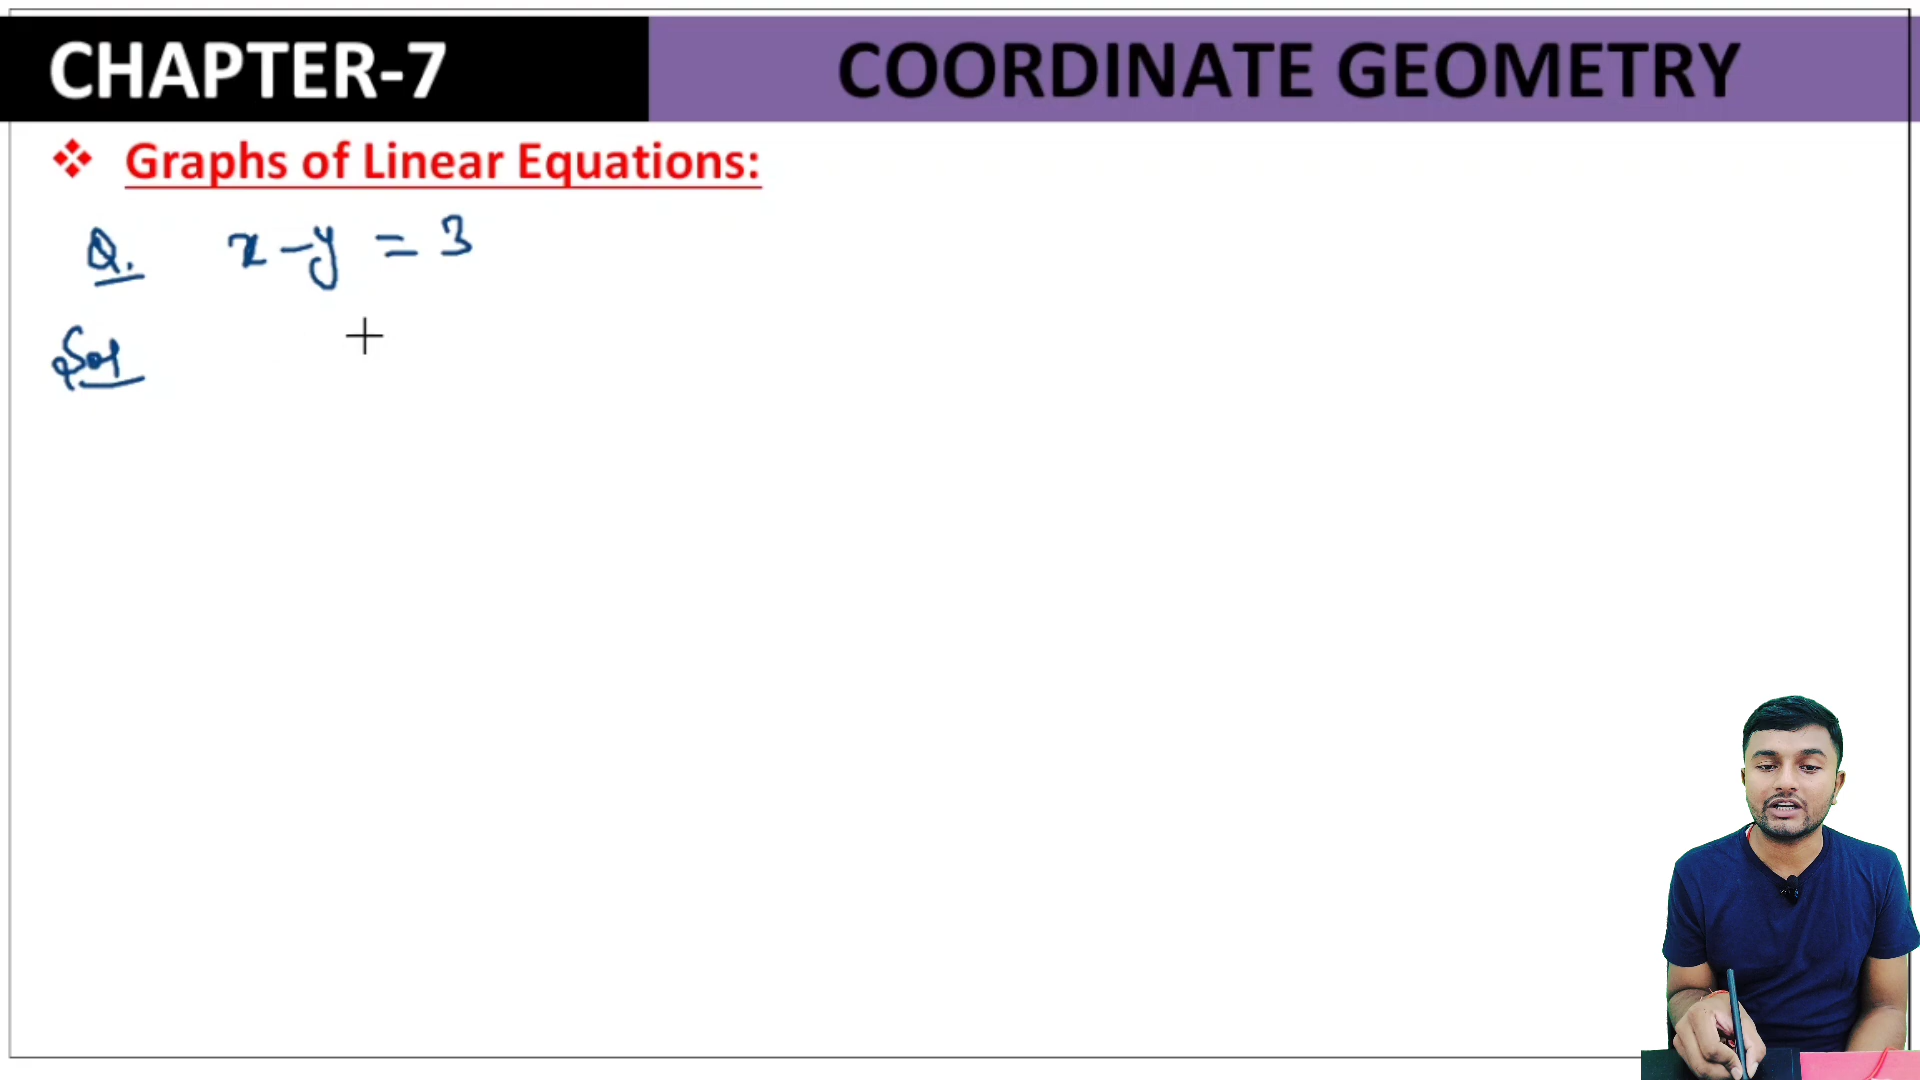 CHAPTER-7 COORDINATE GEOMETRY
❖ Graphs of Linear Equations:
Q. x - y = 3
Sol